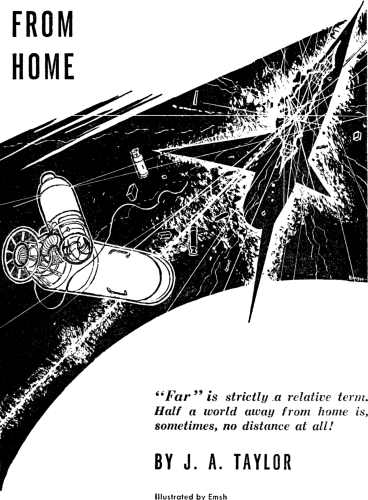 FROM
HOME
EMSH-
"Far" is strictly a relative term.
Half a world away from home is,
sometimes, no distance at all!
BY J. A. TAYLOR
Illustrated by Emsh